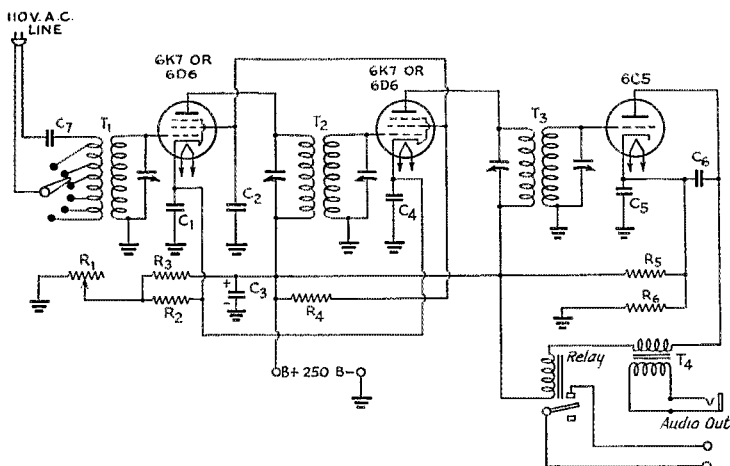 110V. A.C.
LINE
6K7 OR
6D6
6K7 OR
6D6
6C5
C7
T1
T2
T3
C6
C1
C2
C4
C5
R1
R3
R2
C3
+
-
R4
R5
R6
B+ 250 B-
Relay
T4
Audio Out